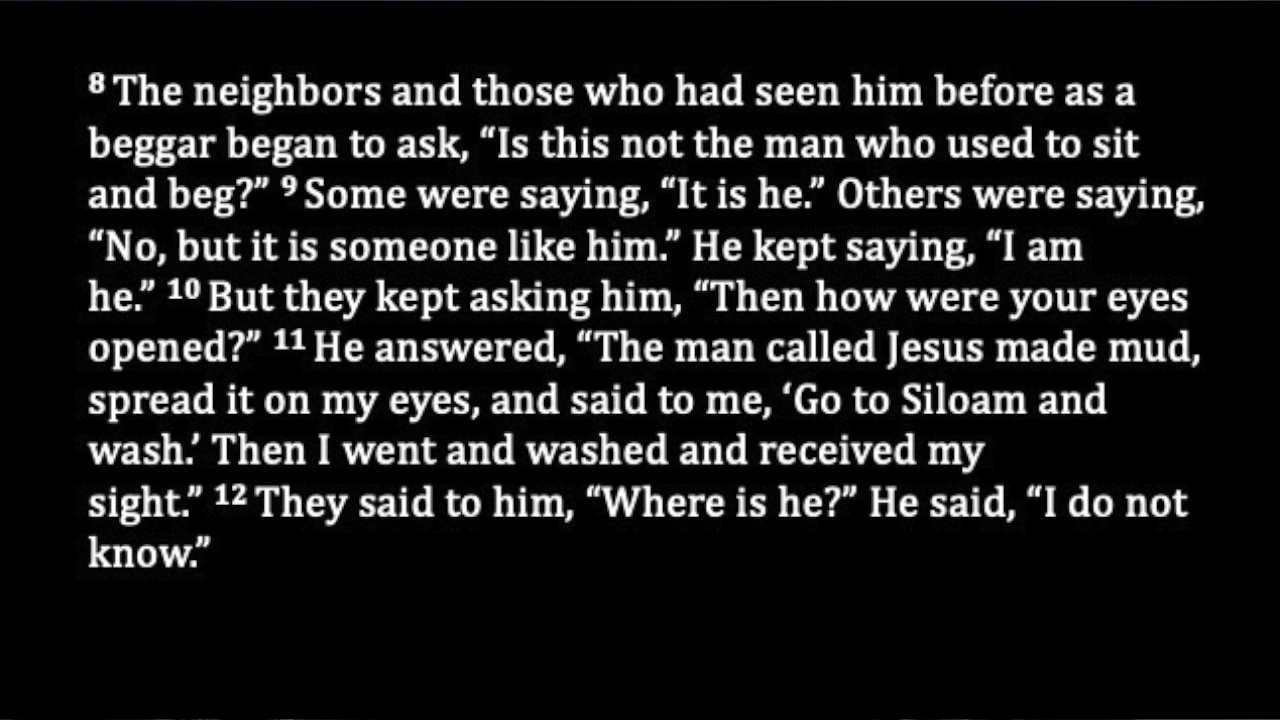 8 The neighbors and those who had seen him before as a
beggar began to ask, “Is this not the man who used to sit
and beg?” 9 Some were saying, “It is he.” Others were saying,
“No, but it is someone like him.” He kept saying, “I am
he.” 10 But they kept asking him, “Then how were your eyes
opened?” 11 He answered, “The man called Jesus made mud,
spread it on my eyes, and said to me, ‘Go to Siloam and
wash.’ Then I went and washed and received my
sight.” 12 They said to him, “Where is he?” He said, “I do not
know.”